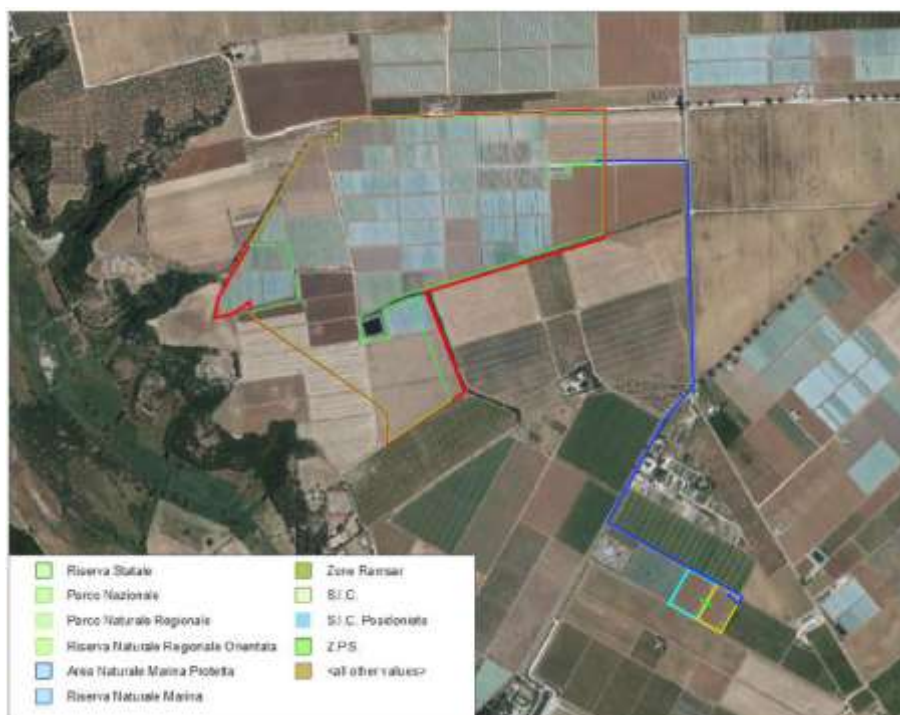 Riserva Statale
Parco Nazionale
Parco Naturale Regionale
Riserva Naturale Regionale Orientata
Area Naturale Marina Protetta
Riserva Naturale Marina
Zone Ramsar
S.I.C.
S.I.C. Posidonieto
Z.P.S.
<all other values>